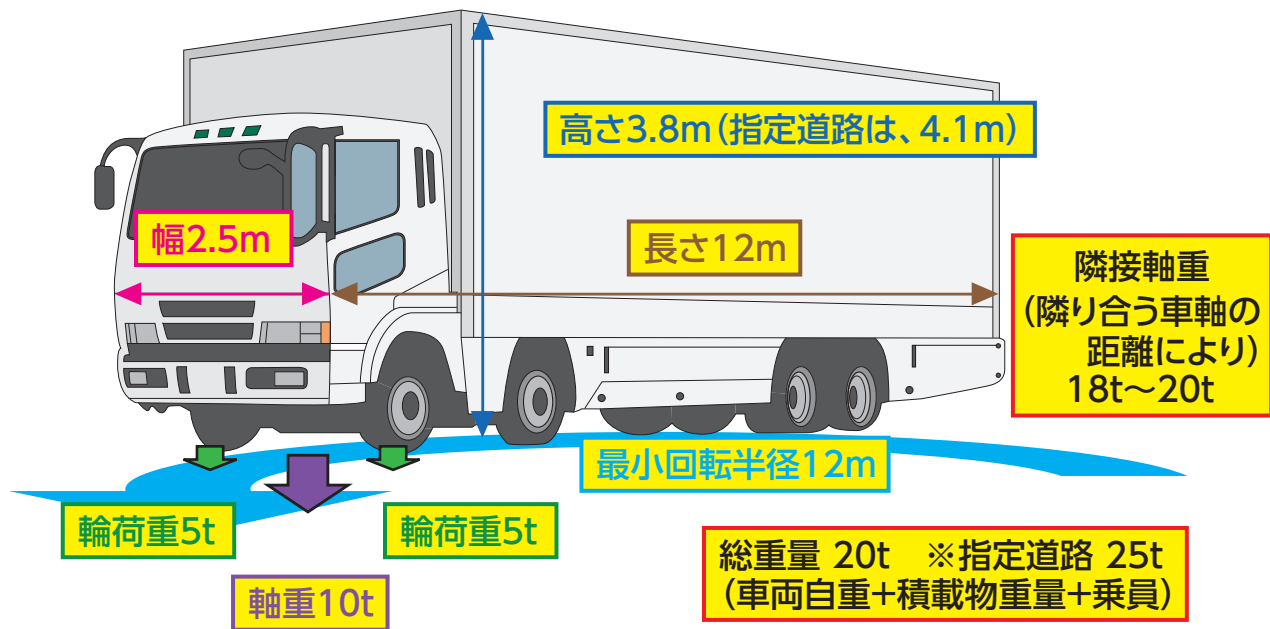 高さ3.8m(指定道路は、4.1m)
幅2.5m
長さ12m
隣接軸重
(隣り合う車軸の
距離により)
18t～20t
最小回転半径12m
輪荷重5t
輪荷重5t
軸重10t
総重量 20t ※指定道路 25t
(車両自重+積載物重量+乗員)